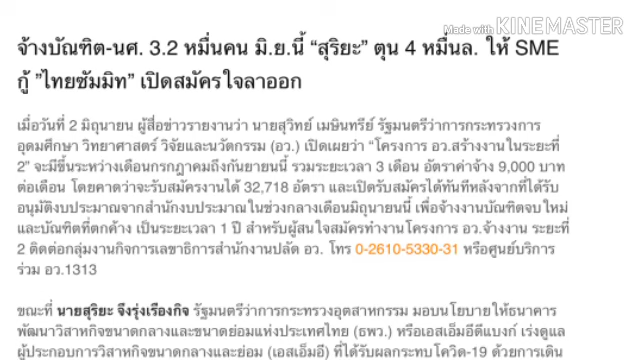 Made with KINEMASTER
จ้างบัณฑิต-นศ. 3.2 หมื่นคน มิ.ย.นี้ “สุริยะ” ตุน 4 หมื่นล. ให้ SME
กู้ ”ไทยซัมมิท” เปิดสมัครใจลาออก
เมื่อวันที่ 2 มิถุนายน ผู้สื่อข่าวรายงานว่า นายสุวิทย์ เมษินทรีย์ รัฐมนตรีว่าการกระทรวงการ
อุดมศึกษา วิทยาศาสตร์ วิจัยและนวัตกรรม (อว.) เปิดเผยว่า “โครงการ อว.สร้างงานในระยะที่
2” จะมีขึ้นระหว่างเดือนกรกฎาคมถึงกันยายนนี้ รวมระยะเวลา 3 เดือน อัตราค่าจ้าง 9,000 บาท
ต่อเดือน โดยคาดว่าจะรับสมัครงานได้ 32,718 อัตรา และเปิดรับสมัครได้ทันทีหลังจากที่ได้รับ
อนุมัติงบประมาณจากสำนักงบประมาณในช่วงกลางเดือนมิถุนายนนี้ เพื่อจ้างงานบัณฑิตจบใหม่
และบัณฑิตที่ตกค้าง เป็นระยะเวลา 1 ปี สำหรับผู้สนใจสมัครทำงานโครงการ อว.จ้างงาน ระยะที่
2 ติดต่อกลุ่มงานกิจการเลขาธิการสำนักงานปลัด อว. โทร 0-2610-5330-31 หรือศูนย์บริการ
ร่วม อว.1313
ขณะที่ นายสุริยะ จึงรุ่งเรืองกิจ รัฐมนตรีว่าการกระทรวงอุตสาหกรรม มอบนโยบายให้ธนาคาร
พัฒนาวิสาหกิจขนาดกลางและขนาดย่อมแห่งประเทศไทย (ธพว.) หรือเอสเอ็มอีดีแบงก์ เร่งดูแล
ผู้ประกอบการวิสาหกิจขนาดกลางและขนาดย่อม (เอสเอ็มอี) ที่ได้รับผลกระทบโควิด-19 ด้วยการเดิน